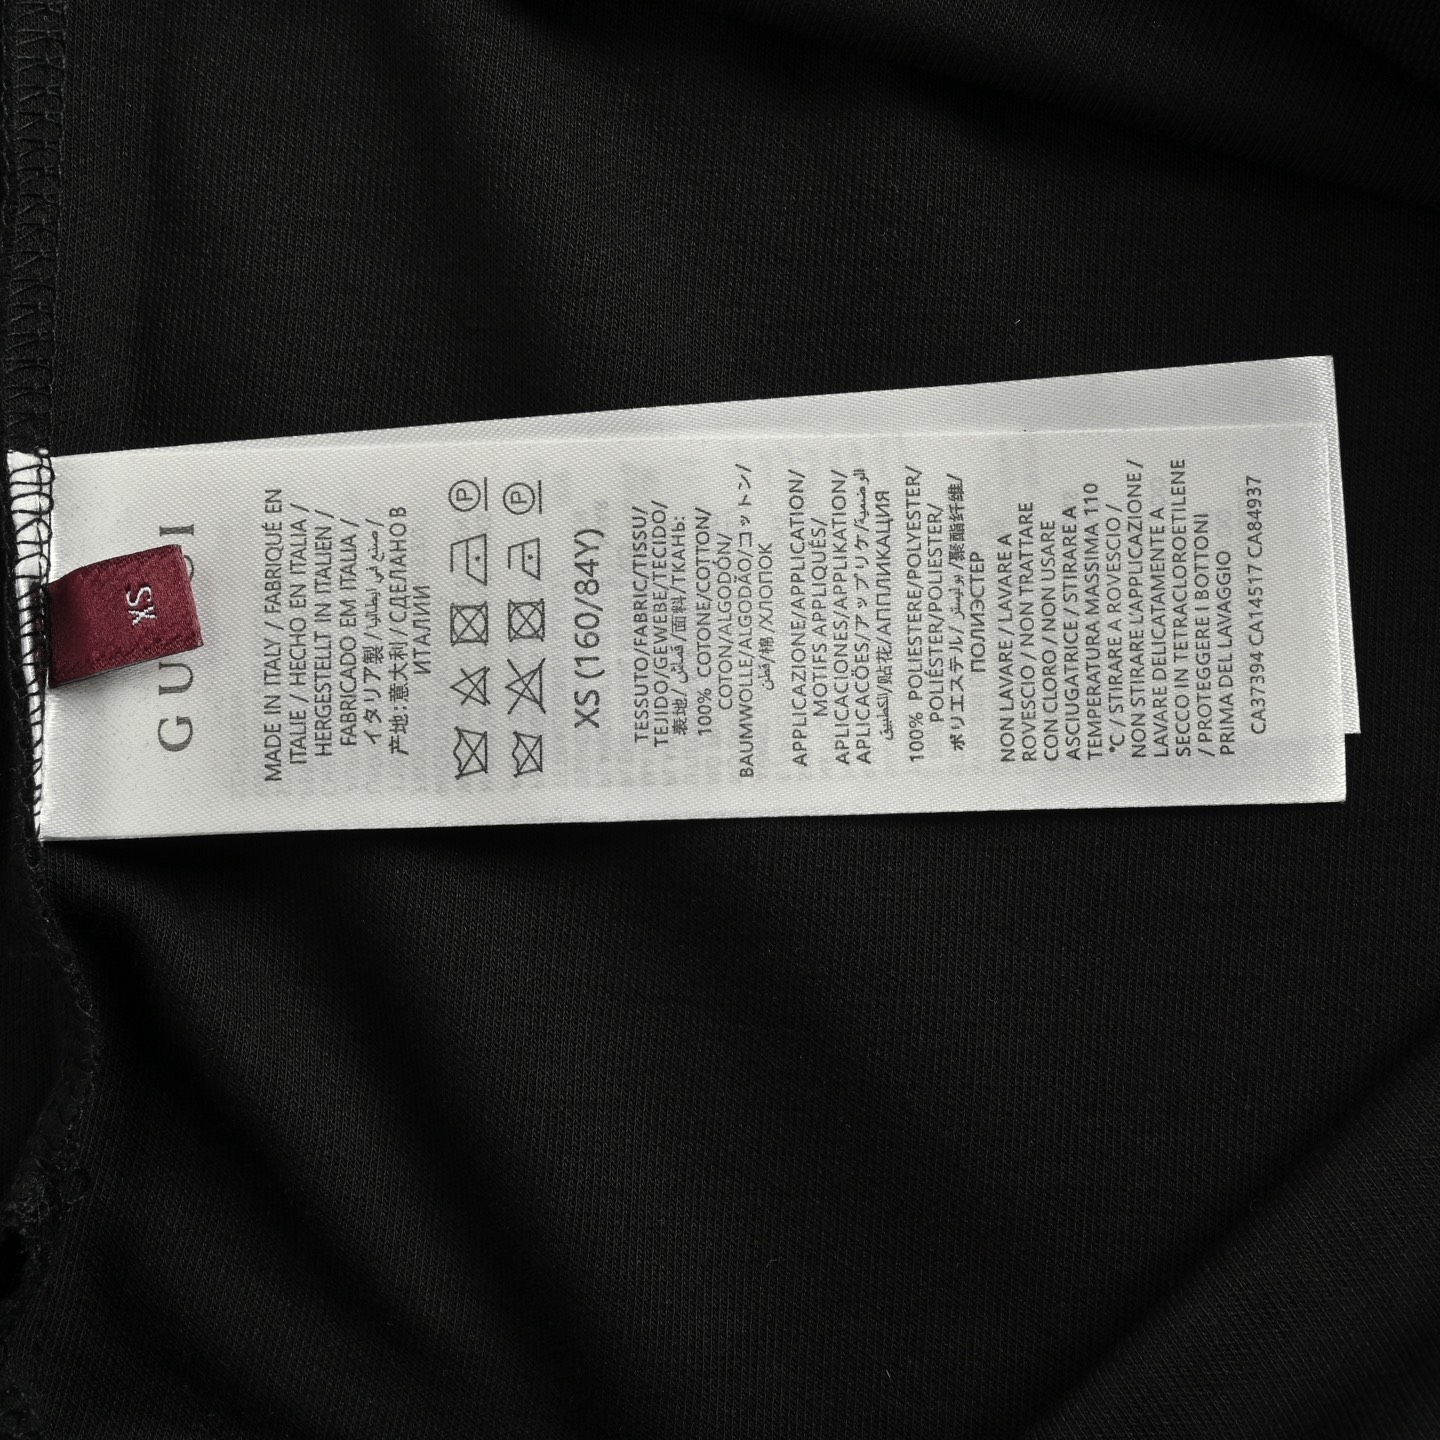 XS
GUCCI
MADE IN ITALY / FABRIQUÉ EN
ITALIE / HECHO EN ITALIA /
HERGESTELLT IN ITALIEN /
FABRICADO EM ITALIA /
イタリア製 / صنع في ايطاليا /
产地:意大利 / СДЕЛАНО В
ИТАЛИИ
P
P
XS (160/84Y)
TESSUTO/FABRIC/TISSU/
TEJIDO/GEWEBE/TECIDO/
表地/قماش/面料/ТКАНЬ:
100% COTONE/COTTON/
COTON/ALGODÓN/
BAUMWOLLE/ALGODÃO/コットン/
قطن/棉/ХЛОПОК
APPLICAZIONE/APPLICATION/
MOTIFS APPLIQUÉS/
APLICACIONES/APPLIKATION/
APLICAÇÕES/アップリケ/الرضمية/
التطبيق/贴花/АППЛИКАЦИЯ
100% POLIESTERE/POLYESTER/
POLIÉSTER/POLIESTER/
ポリエステル/بوليستر/聚酯纤维/
ПОЛИЭСТЕР
NON LAVARE / LAVARE A
ROVESCIO / NON TRATTARE
CON CLORO / NON USARE
ASCIUGATRICE / STIRARE A
TEMPERATURA MASSIMA 110
°C / STIRARE A ROVESCIO /
NON STIRARE L'APPLICAZIONE /
LAVARE DELICATAMENTE A
SECCO IN TETRACLOROETILENE
/ PROTEGGERE I BOTTONI
PRIMA DEL LAVAGGIO
CA37394 CA14517 CA84937